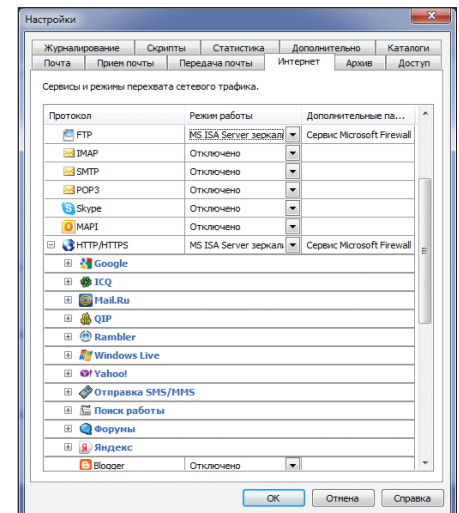 Настройки
Журналирование Скрипты Статистика Дополнительно Каталоги
Почта Прием почты Передача почты Интернет Архив Доступ
Сервисы и режимы перехвата сетевого трафика.
Протокол Режим работы Дополнительные па...
FTP MS ISA Server зеркал Сервис Microsoft Firewall
IMAP Отключено
SMTP Отключено
POP3 Отключено
Skype Отключено
MAPI Отключено
HTTP/HTTPS MS ISA Server зеркал Сервис Microsoft Firewall
Google
ICQ
Mail.Ru
QIP
Rambler
Windows Live
Yahoo!
Отправка SMS/MMS
Поиск работы
Форумы
Яндекс
Blogger Отключено
OK Отмена Справка